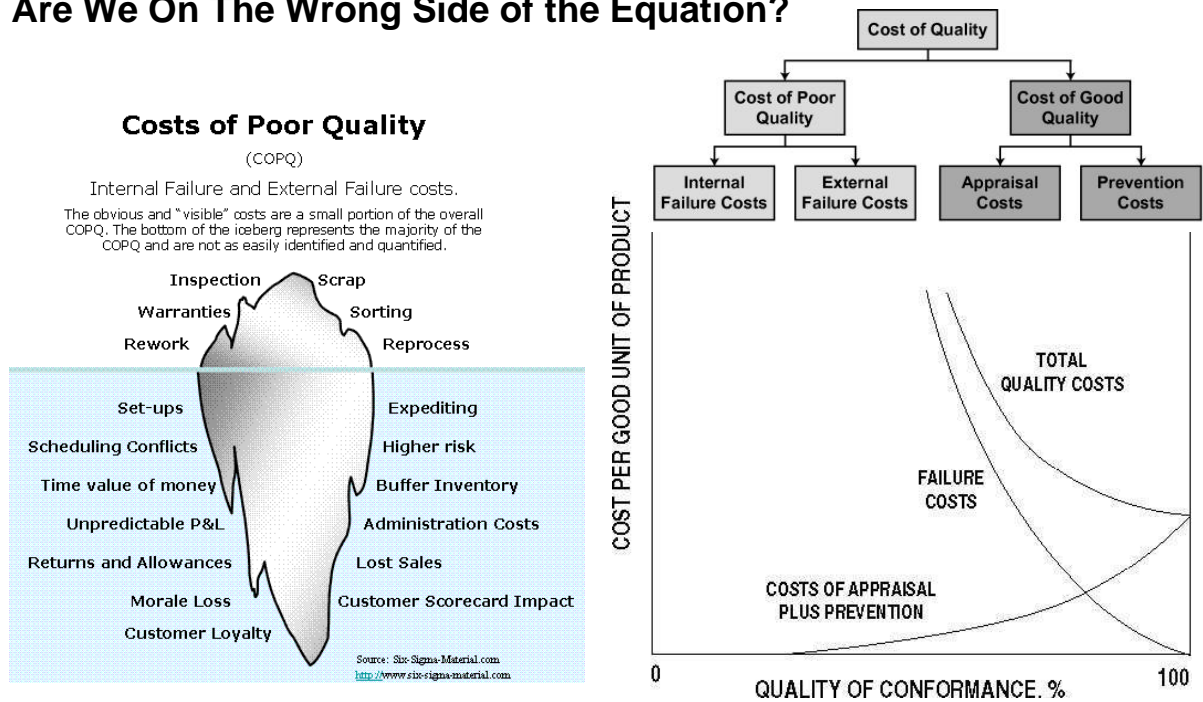 Are We On The Wrong Side of the Equation?
Costs of Poor Quality
(COPQ)
Internal Failure and External Failure costs.
The obvious and "visible" costs are a small portion of the overall
COPQ. The bottom of the iceberg represents the majority of the
COPQ and are not as easily identified and quantified.
Inspection
Scrap
Warranties
Sorting
Rework
Reprocess
Set-ups
Expediting
Scheduling Conflicts
Higher risk
Time value of money
Buffer Inventory
Unpredictable P&L
Administration Costs
Returns and Allowances
Lost Sales
Morale Loss
Customer Scorecard Impact
Customer Loyalty
Source: Six-Sigma-Material.com
http://www.six-sigma-material.com
Cost of Quality
Cost of Poor
Quality
Cost of Good
Quality
Internal
Failure Costs
External
Failure Costs
Appraisal
Costs
Prevention
Costs
COST PER GOOD UNIT OF PRODUCT
TOTAL
QUALITY COSTS
FAILURE
COSTS
COSTS OF APPRAISAL
PLUS PREVENTION
0
100
QUALITY OF CONFORMANCE, %